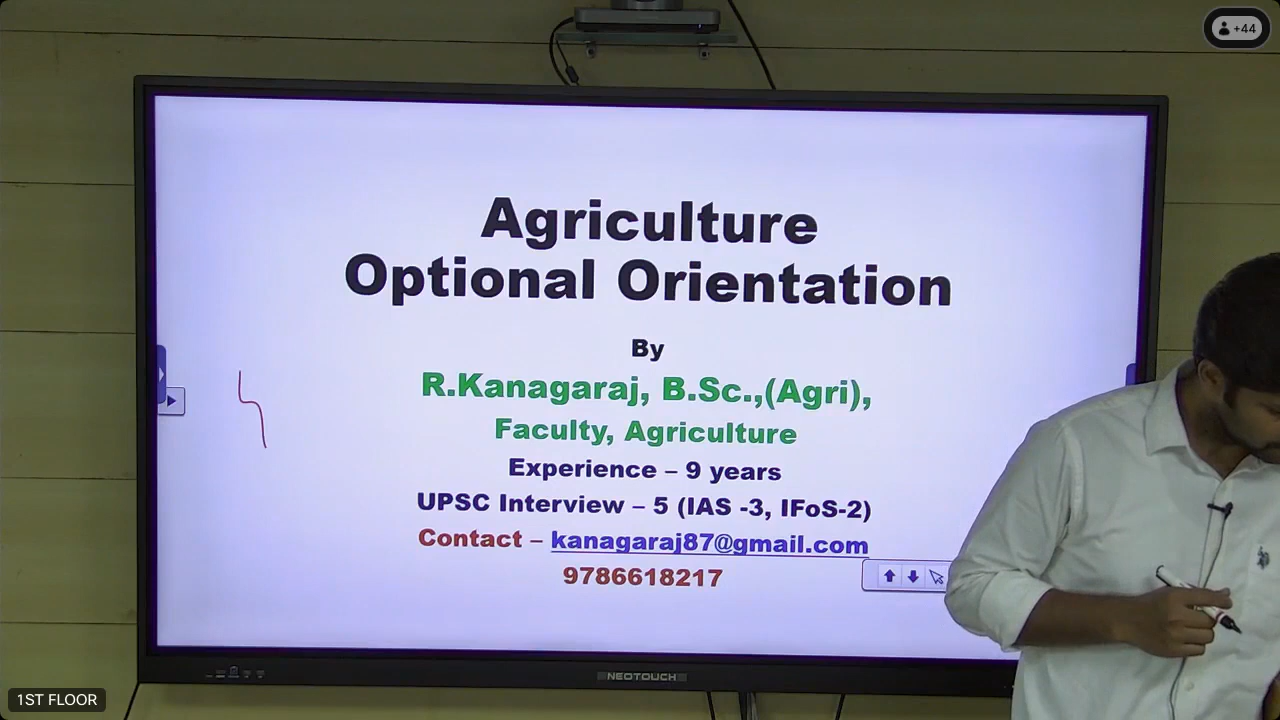 +44
Agriculture
Optional Orientation
By
R.Kanagaraj, B.Sc.,(Agri),
Faculty, Agriculture
Experience – 9 years
UPSC Interview – 5 (IAS -3, IFoS-2)
Contact – kanagaraj87@gmail.com
9786618217
NEOTOUCH
1ST FLOOR